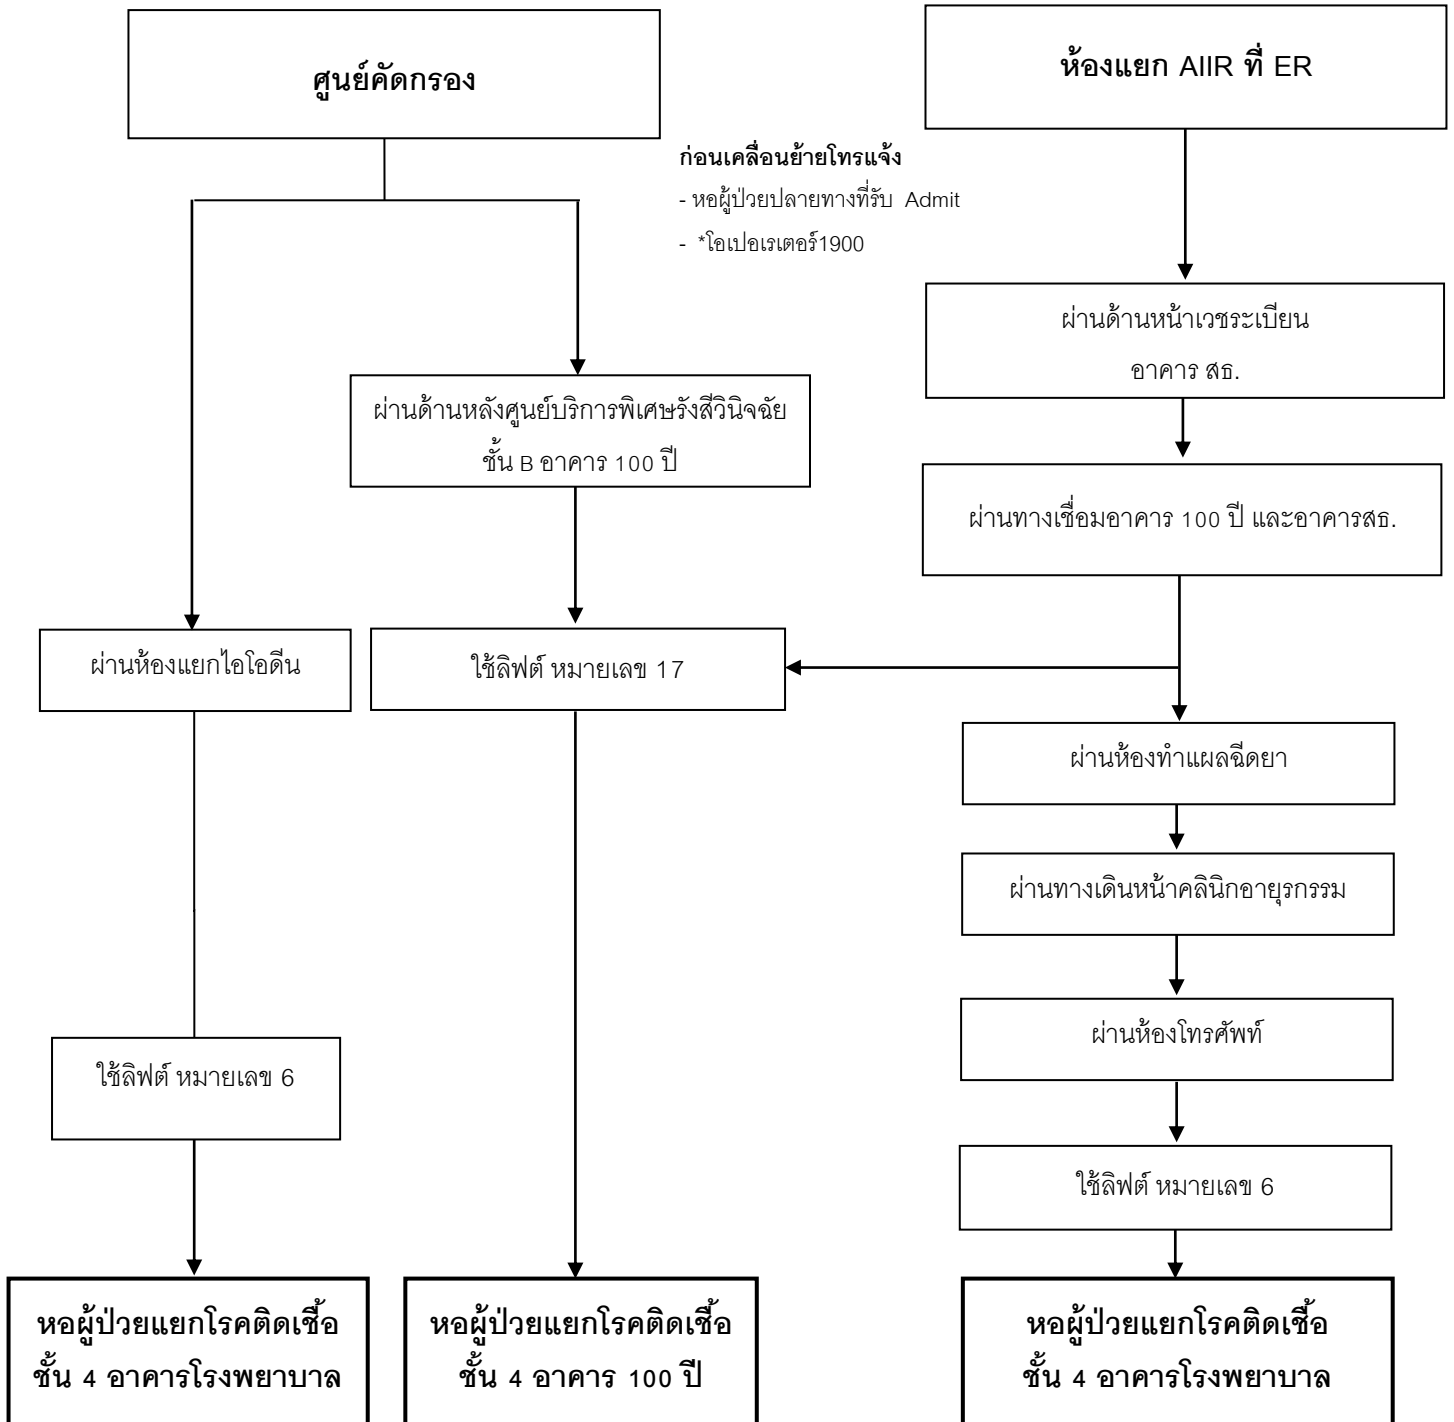 ศูนย์คัดกรอง
ห้องแยก AIIR ที่ ER
ก่อนเคลื่อนย้ายโทรแจ้ง
- หอผู้ป่วยปลายทางที่รับ Admit
- *โอเปอเรเตอร์1900
ผ่านด้านหน้าเวชระเบียน
อาคาร สธ.
ผ่านด้านหลังศูนย์บริการพิเศษรังสีวินิจฉัย
ชั้น B อาคาร 100 ปี
ผ่านทางเชื่อมอาคาร 100 ปี และอาคารสธ.
ผ่านห้องแยกไอโอดีน
ใช้ลิฟต์ หมายเลข 17
ผ่านห้องทำแผลฉีดยา
ผ่านทางเดินหน้าคลินิกอายุรกรรม
ผ่านห้องโทรศัพท์
ใช้ลิฟต์ หมายเลข 6
ใช้ลิฟต์ หมายเลข 6
หอผู้ป่วยแยกโรคติดเชื้อ
ชั้น 4 อาคารโรงพยาบาล
หอผู้ป่วยแยกโรคติดเชื้อ
ชั้น 4 อาคาร 100 ปี
หอผู้ป่วยแยกโรคติดเชื้อ
ชั้น 4 อาคารโรงพยาบาล